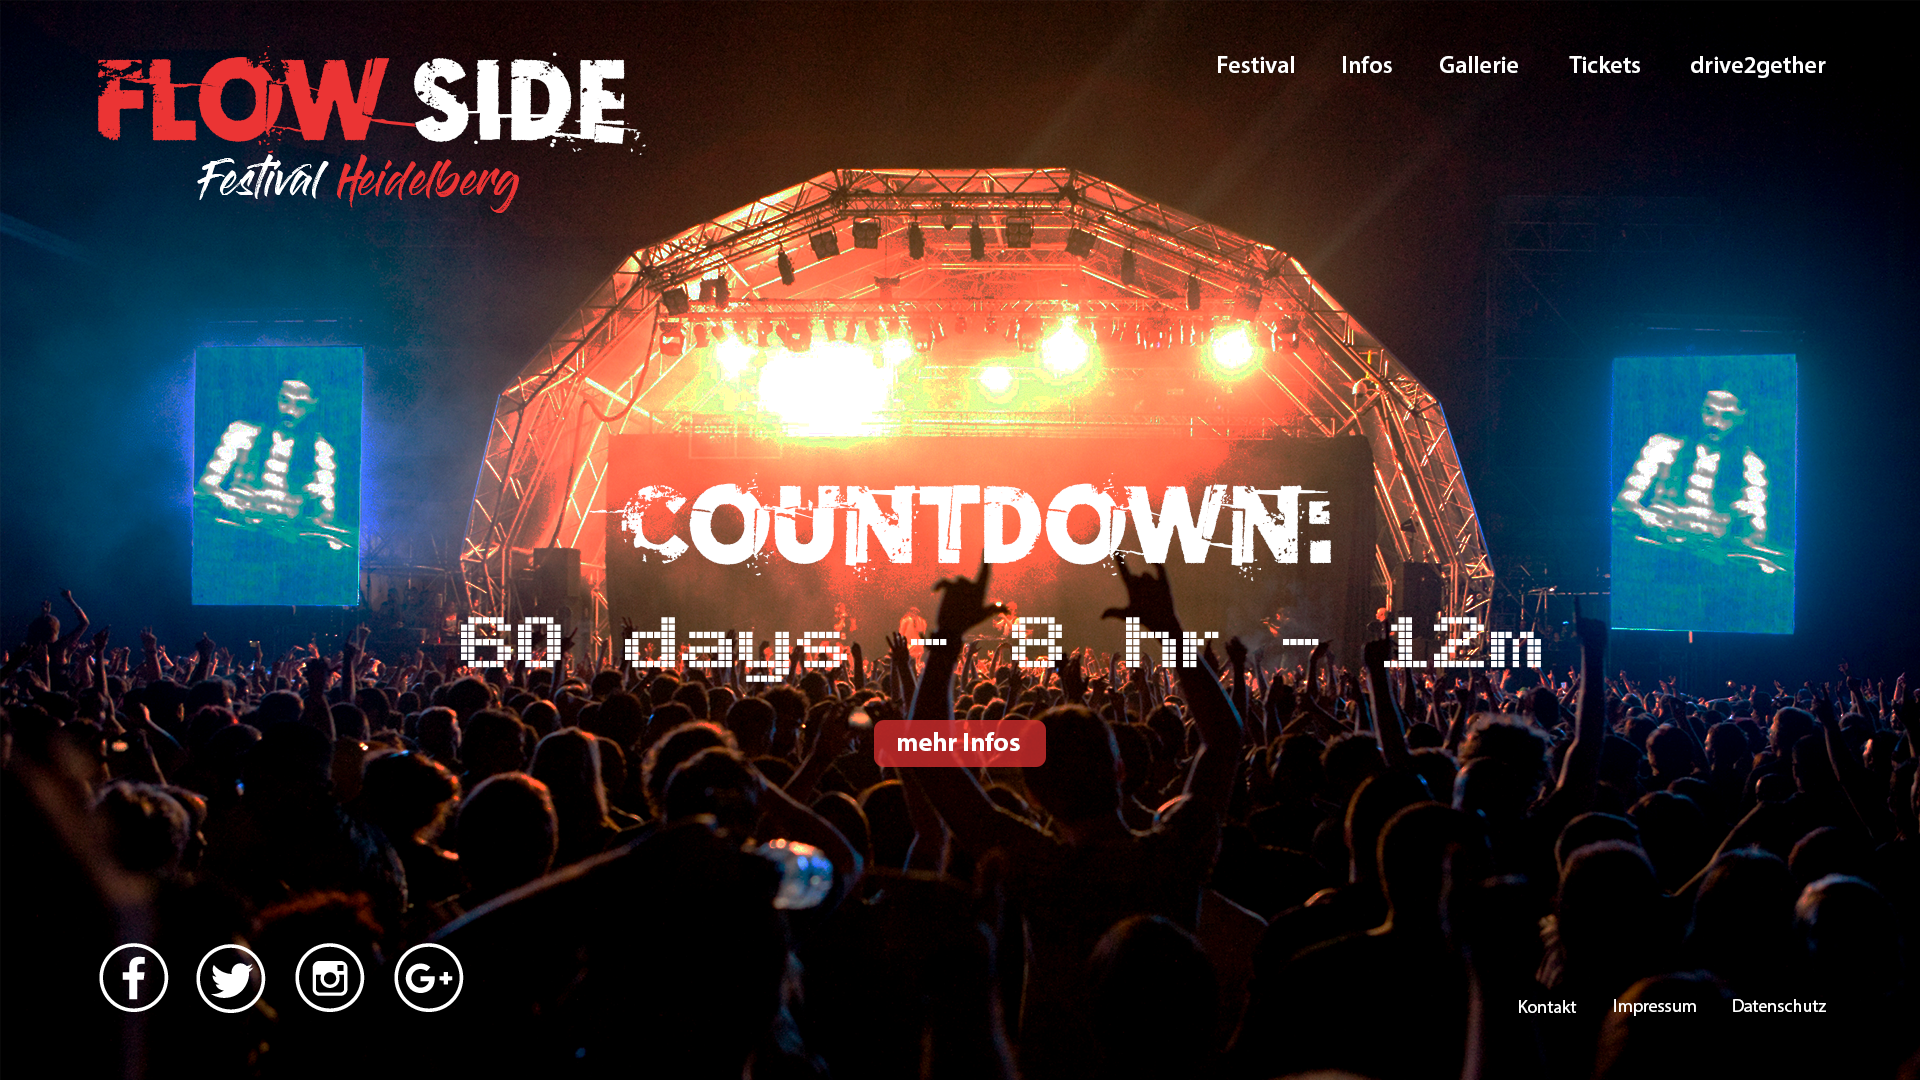 FLOW SIDE
Festival Heidelberg
Festival Infos Gallerie Tickets drive2gether
COUNTDOWN:
60 days - 8 hr - 12m
mehr Infos
Kontakt Impressum Datenschutz